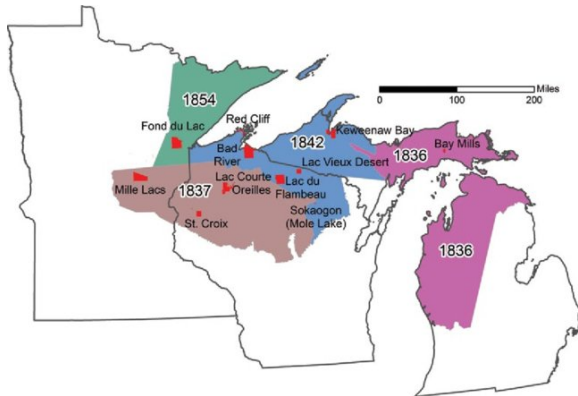 Miles
0 100 200
1854
Fond du Lac
Red Cliff
1842
Keweenaw Bay
1836
Bay Mills
Bad
River
Lac Vieux Desert
Mille Lacs
1837
Lac Courte
Oreilles
Lac du
Flambeau
St. Croix
Sokaogon
(Mole Lake)
1836